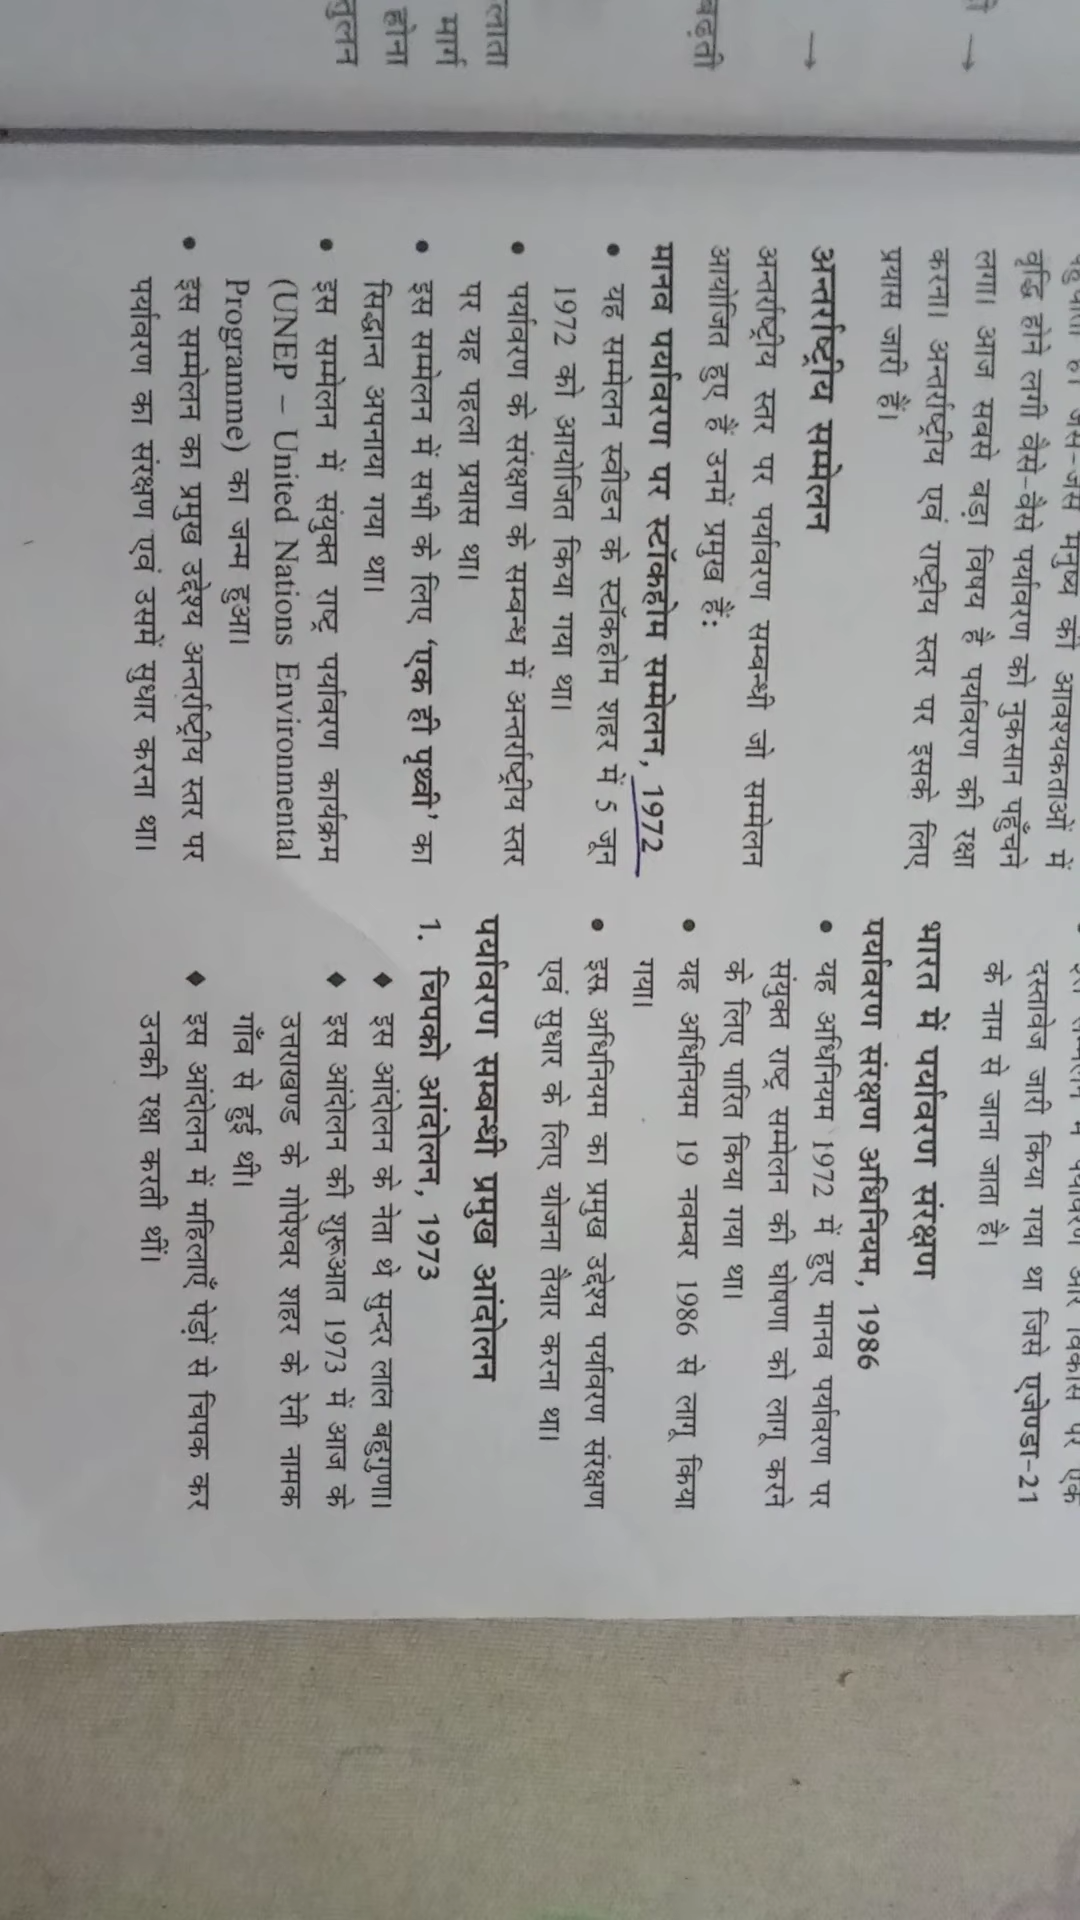 वृद्धि होने लगी वैसे-वैसे पर्यावरण को नुकसान पहुँचने
लगा। आज सबसे बड़ा विषय है पर्यावरण की रक्षा
करना। अन्तर्राष्ट्रीय एवं राष्ट्रीय स्तर पर इसके लिए
प्रयास जारी हैं।
अन्तर्राष्ट्रीय सम्मेलन
अन्तर्राष्ट्रीय स्तर पर पर्यावरण सम्बन्धी जो सम्मेलन
आयोजित हुए हैं उनमें प्रमुख हैं:
मानव पर्यावरण पर स्टॉकहोम सम्मेलन, 1972
• यह सम्मेलन स्वीडन के स्टॉकहोम शहर में 5 जून
1972 को आयोजित किया गया था।
• पर्यावरण के संरक्षण के सम्बन्ध में अन्तर्राष्ट्रीय स्तर
पर यह पहला प्रयास था।
• इस सम्मेलन में सभी के लिए 'एक ही पृथ्वी' का
सिद्धान्त अपनाया गया था।
• इस सम्मेलन में संयुक्त राष्ट्र पर्यावरण कार्यक्रम
(UNEP – United Nations Environmental
Programme) का जन्म हुआ।
• इस सम्मेलन का प्रमुख उद्देश्य अन्तर्राष्ट्रीय स्तर पर
पर्यावरण का संरक्षण एवं उसमें सुधार करना था।
दस्तावेज जारी किया गया था जिसे एजेण्डा-21
के नाम से जाना जाता है।
भारत में पर्यावरण संरक्षण
पर्यावरण संरक्षण अधिनियम, 1986
• यह अधिनियम 1972 में हुए मानव पर्यावरण पर
संयुक्त राष्ट्र सम्मेलन की घोषणा को लागू करने
के लिए पारित किया गया था।
• यह अधिनियम 19 नवम्बर 1986 से लागू किया
गया।
• इस अधिनियम का प्रमुख उद्देश्य पर्यावरण संरक्षण
एवं सुधार के लिए योजना तैयार करना था।
पर्यावरण सम्बन्धी प्रमुख आंदोलन
1. चिपको आंदोलन, 1973
♦ इस आंदोलन के नेता थे सुन्दर लाल बहुगुणा।
♦ इस आंदोलन की शुरूआत 1973 में आज के
उत्तराखण्ड के गोपेश्वर शहर के रेनी नामक
गाँव से हुई थी।
♦ इस आंदोलन में महिलाएँ पेड़ों से चिपक कर
उनकी रक्षा करती थीं।